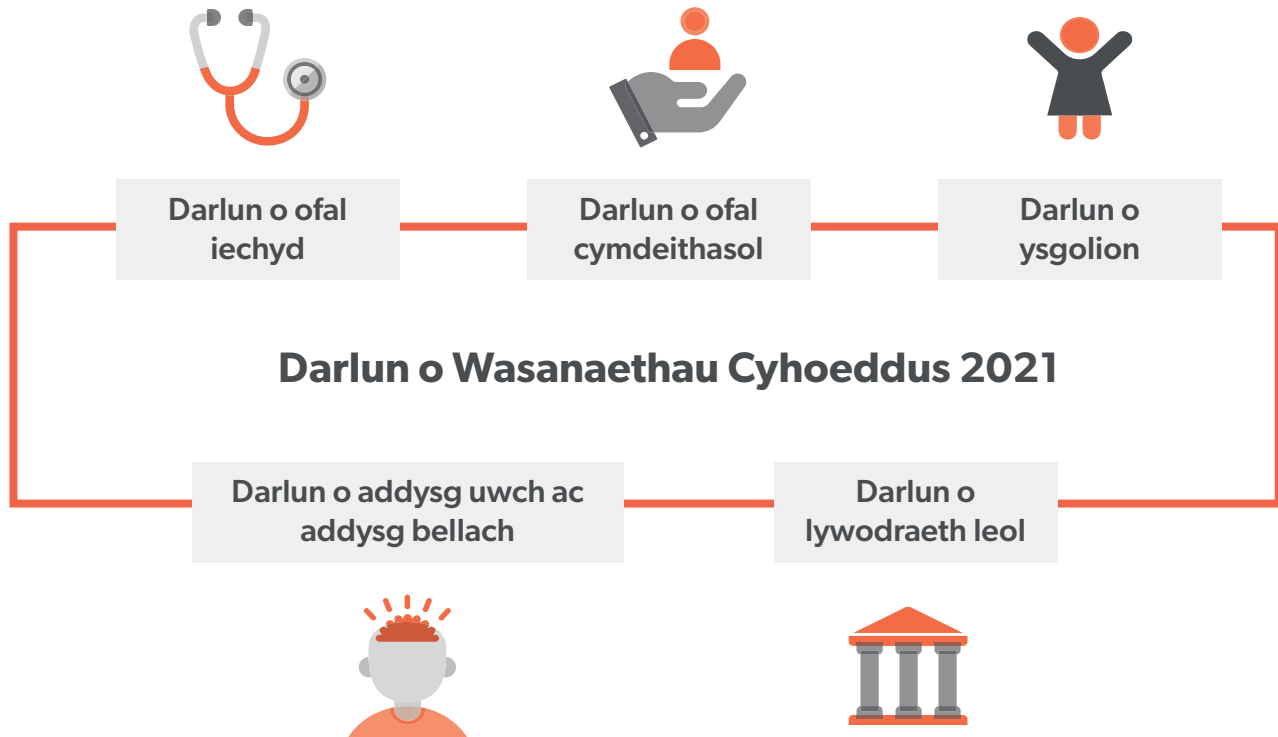 Darlun o ofal
iechyd
Darlun o ofal
cymdeithasol
Darlun o
ysgolion
Darlun o Wasanaethau Cyhoeddus 2021
Darlun o addysg uwch ac
addysg bellach
Darlun o
lywodraeth leol